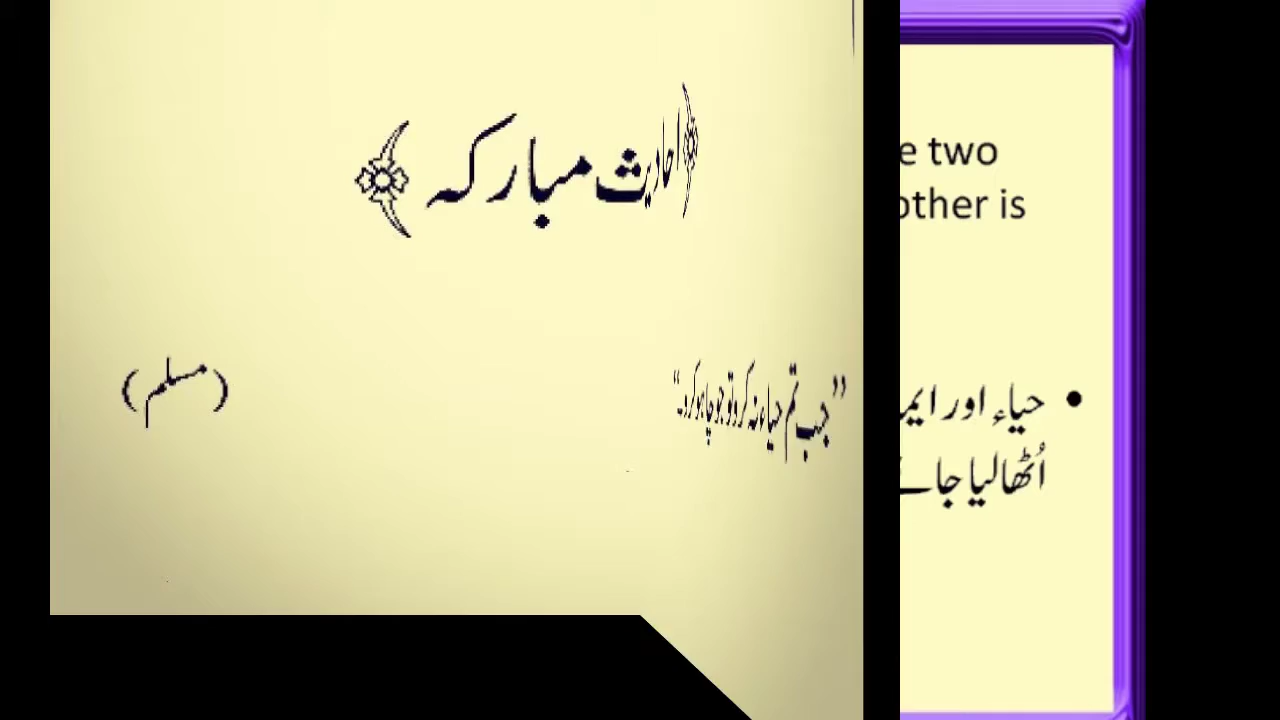 ﴿احادیث مبارکہ﴾
”جب تم حیاء نہ کرو تو جو چاہو کرو۔“
(مسلم)
e two
other is
• حیاء اور ایم
اُٹھالیا جائے